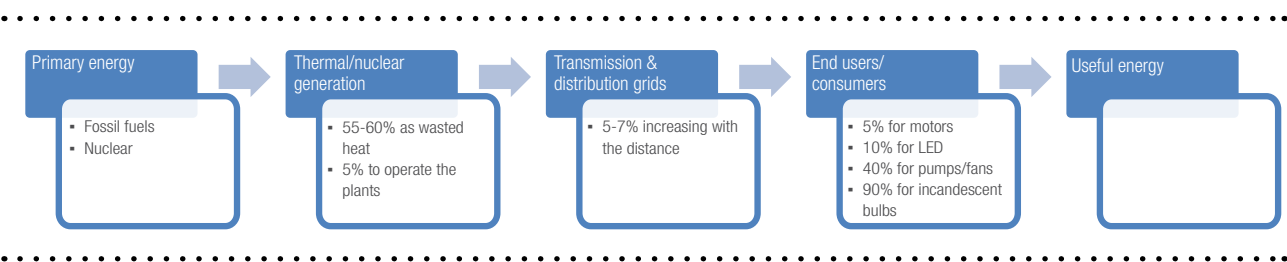 Primary energy
▪ Fossil fuels
▪ Nuclear
Thermal/nuclear
generation
▪ 55-60% as wasted
heat
▪ 5% to operate the
plants
Transmission &
distribution grids
▪ 5-7% increasing with
the distance
End users/
consumers
▪ 5% for motors
▪ 10% for LED
▪ 40% for pumps/fans
▪ 90% for incandescent
bulbs
Useful energy